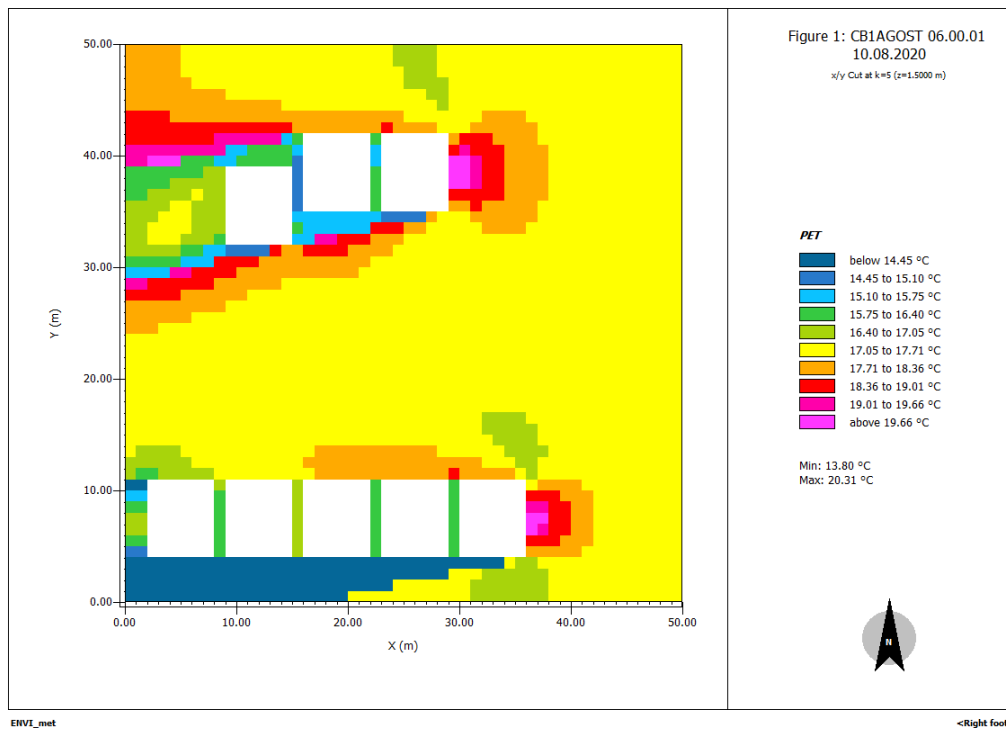 Figure 1: CB1AGOST 06.00.01
10.08.2020
x/y Cut at k=5 (z=1.5000 m)
50.00
40.00
30.00
20.00
10.00
0.00
Y (m)
0.00 10.00 20.00 30.00 40.00 50.00
X (m)
PET
below 14.45 °C
14.45 to 15.10 °C
15.10 to 15.75 °C
15.75 to 16.40 °C
16.40 to 17.05 °C
17.05 to 17.71 °C
17.71 to 18.36 °C
18.36 to 19.01 °C
19.01 to 19.66 °C
above 19.66 °C
Min: 13.80 °C
Max: 20.31 °C
N
ENVI_met
<Right foot